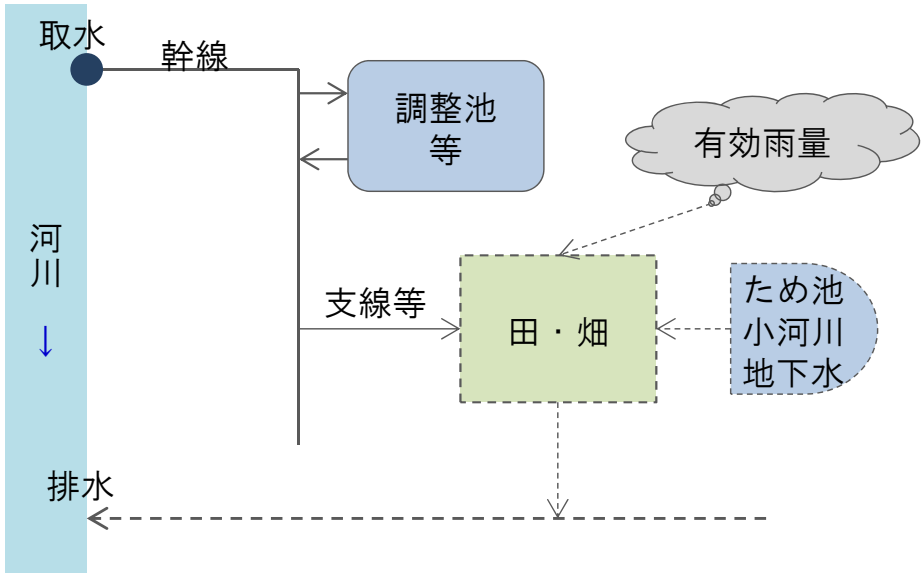 取水
幹線
調整池
等
有効雨量
河
川
↓
支線等
田・畑
ため池
小河川
地下水
排水